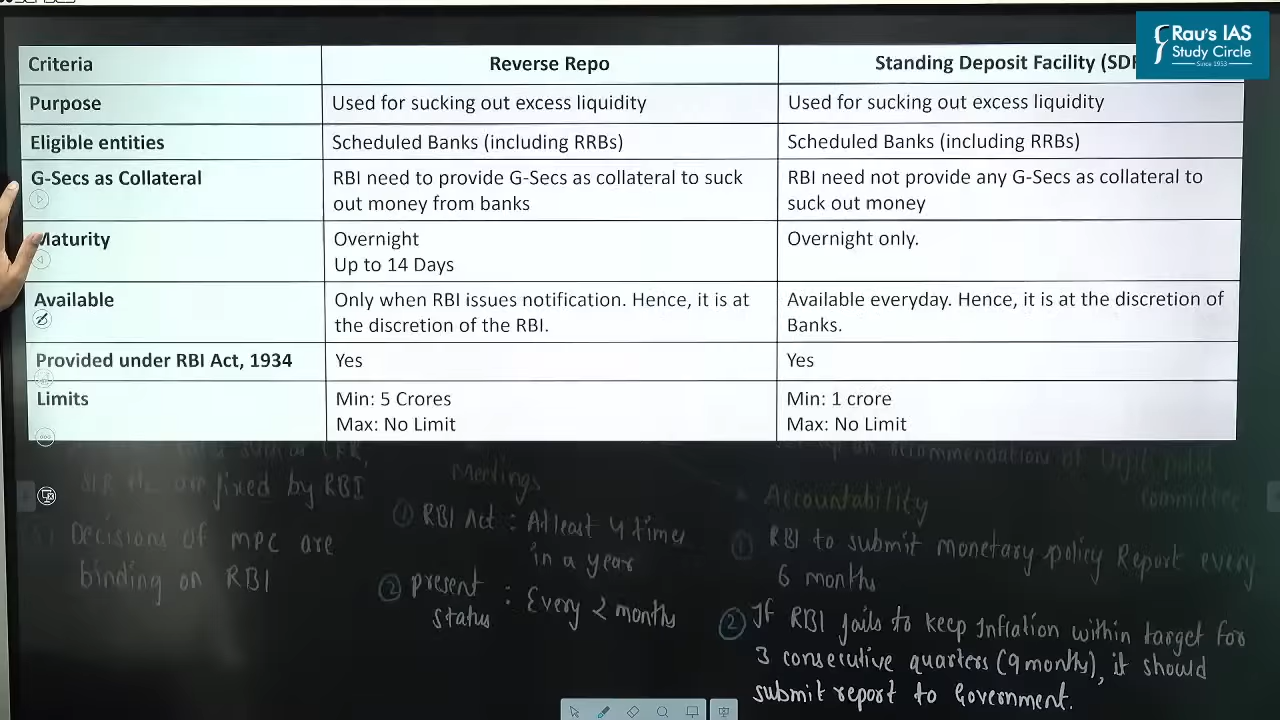 Rau's IAS
Study Circle
Since 1953
Criteria
Reverse Repo
Standing Deposit Facility (SDF
Purpose
Used for sucking out excess liquidity
Used for sucking out excess liquidity
Eligible entities
Scheduled Banks (including RRBs)
Scheduled Banks (including RRBs)
G-Secs as Collateral
RBI need to provide G-Secs as collateral to suck
out money from banks
RBI need not provide any G-Secs as collateral to
suck out money
Maturity
Overnight
Up to 14 Days
Overnight only.
Available
Only when RBI issues notification. Hence, it is at
the discretion of the RBI.
Available everyday. Hence, it is at the discretion of
Banks.
Provided under RBI Act, 1934
Yes
Yes
Limits
Min: 5 Crores
Max: No Limit
Min: 1 crore
Max: No Limit
fixed by RBI
Decisions of MPC are
binding on RBI
Meetings
① RBI Act : Atleast 4 times
in a year
② present : Every 2 months
status
recommendations of Urjit patel
committee
Accountability
① RBI to submit monetary policy Report every
6 months
② If RBI fails to keep Inflation within target for
3 consecutive quarters (9 months), it should
submit report to Government.